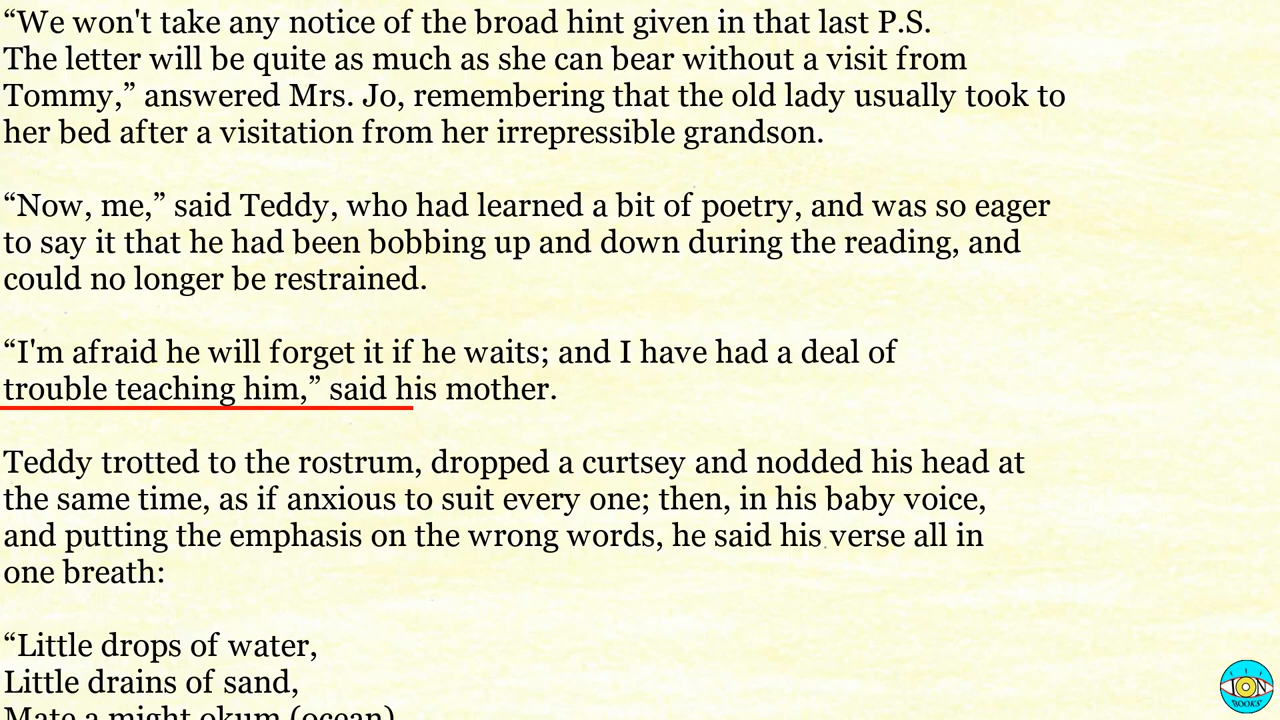 “We won't take any notice of the broad hint given in that last P.S.
The letter will be quite as much as she can bear without a visit from
Tommy,” answered Mrs. Jo, remembering that the old lady usually took to
her bed after a visitation from her irrepressible grandson.
“Now, me,” said Teddy, who had learned a bit of poetry, and was so eager
to say it that he had been bobbing up and down during the reading, and
could no longer be restrained.
“I'm afraid he will forget it if he waits; and I have had a deal of
trouble teaching him,” said his mother.
Teddy trotted to the rostrum, dropped a curtsey and nodded his head at
the same time, as if anxious to suit every one; then, in his baby voice,
and putting the emphasis on the wrong words, he said his verse all in
one breath:
“Little drops of water,
Little drains of sand,
Mate a might okum (ocean)
ION
BOOKS